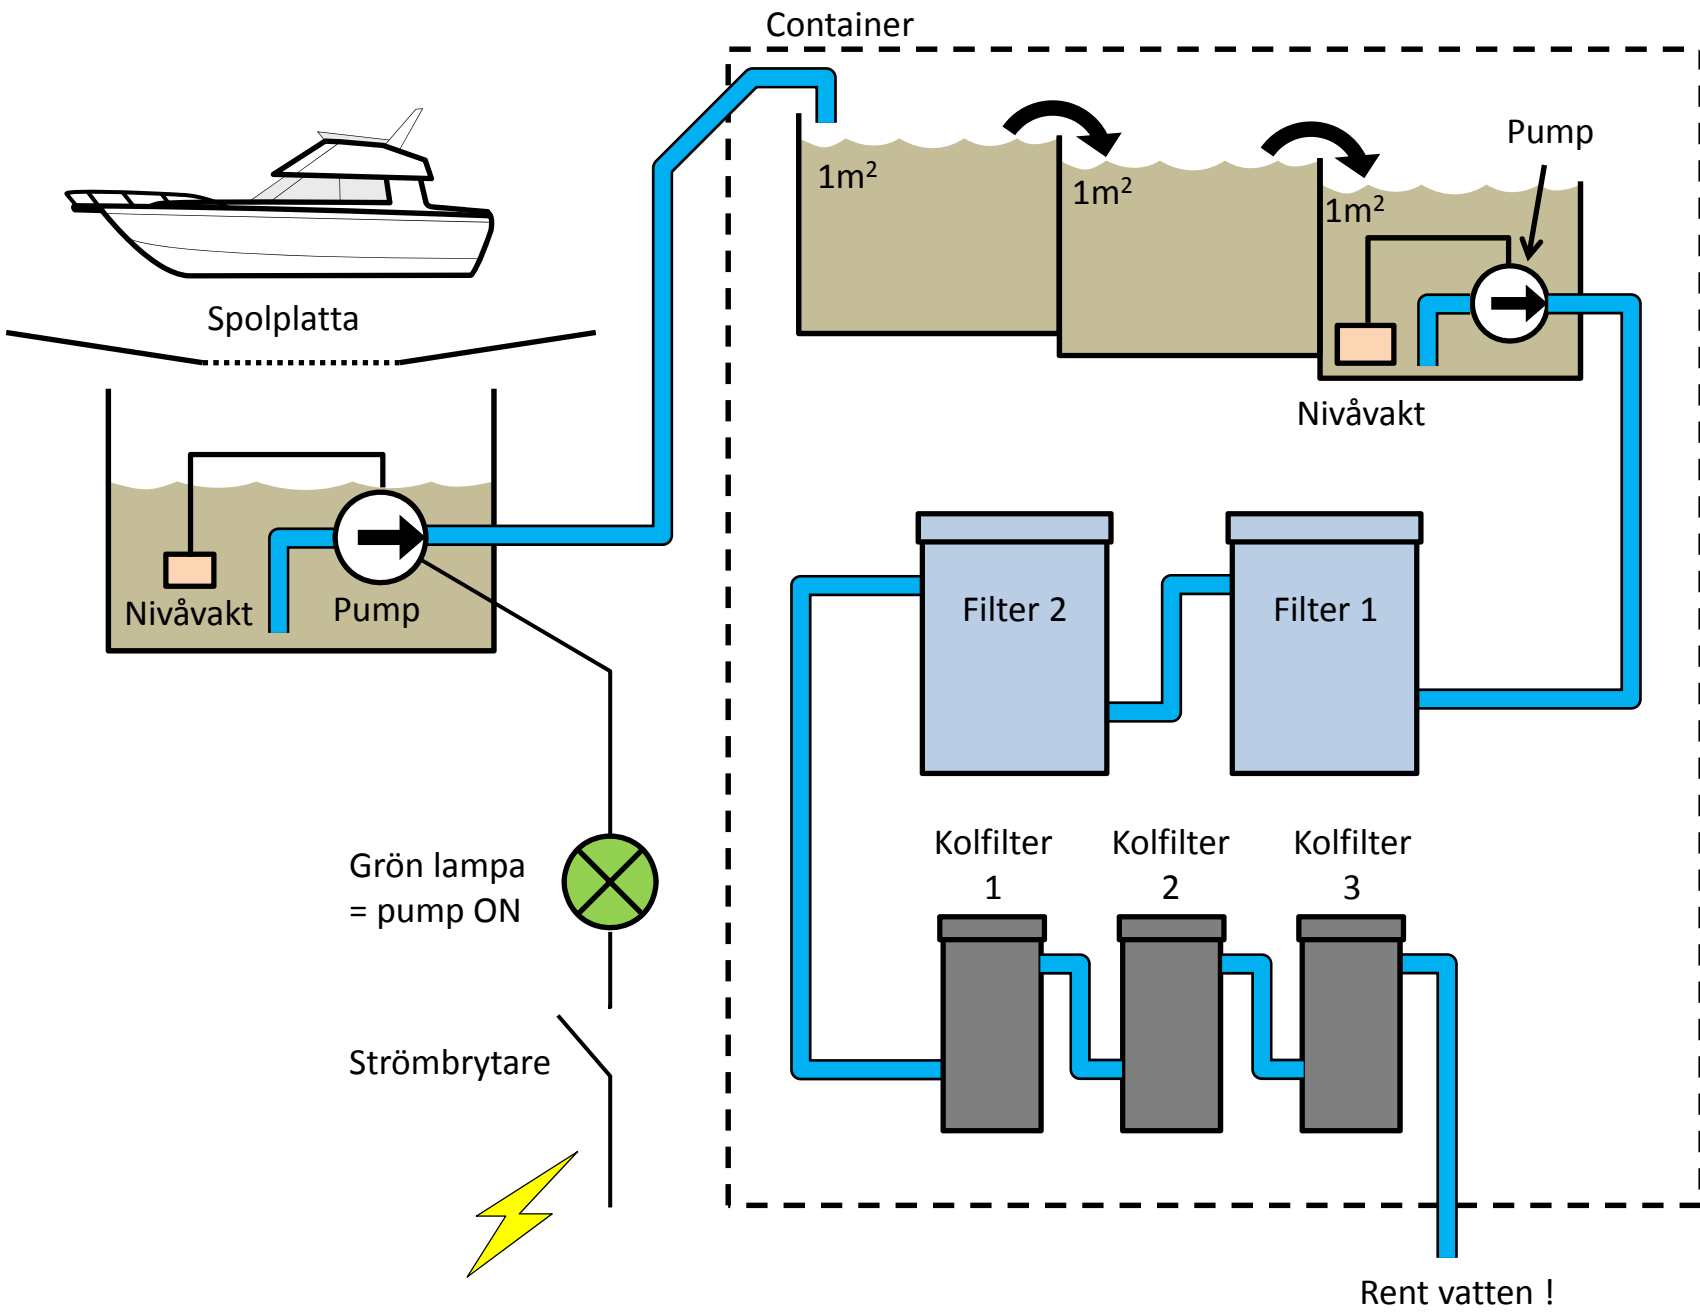 Container
Pump
1m²
1m²
1m²
Spolplatta
Nivåvakt
Nivåvakt
Pump
Filter 2
Filter 1
Grön lampa
= pump ON
Kolfilter
1
Kolfilter
2
Kolfilter
3
Strömbrytare
Rent vatten !